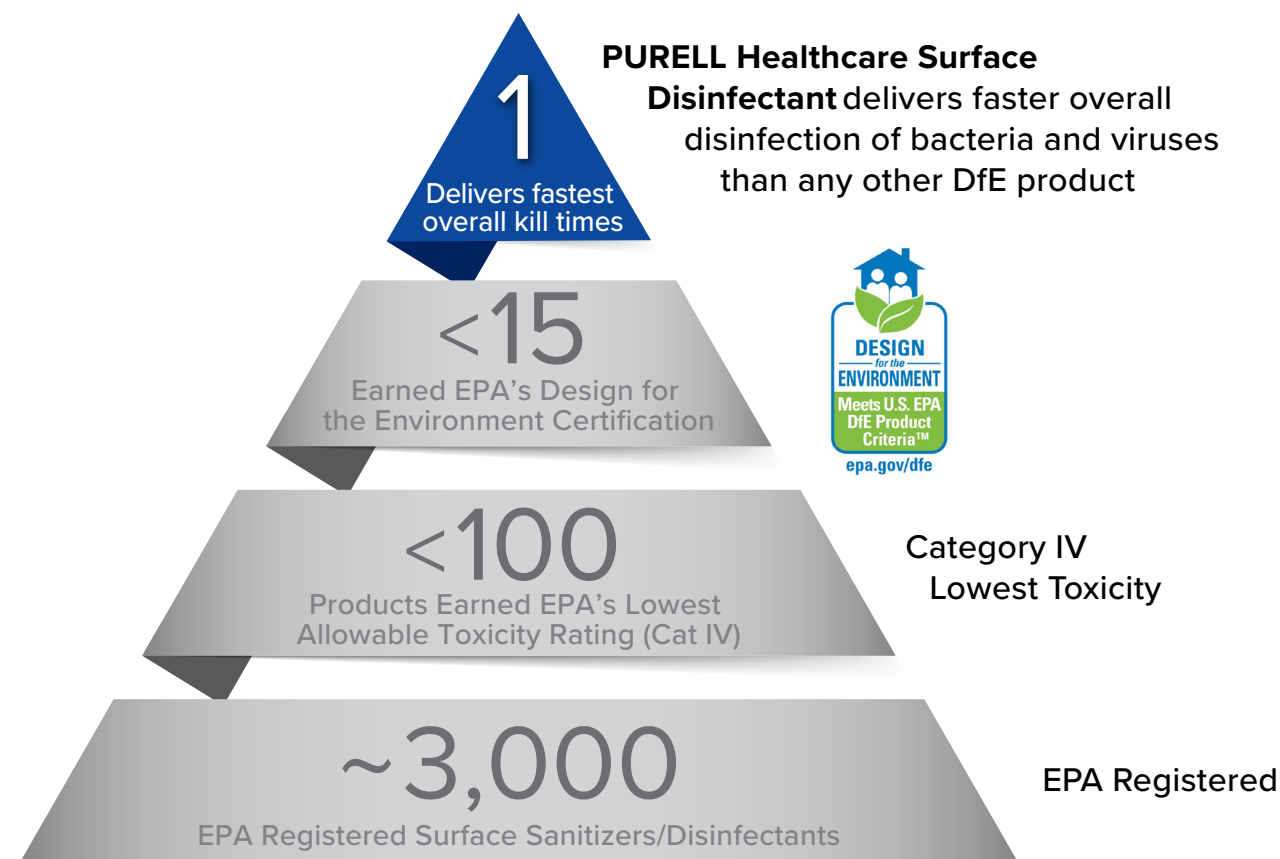 1
Delivers fastest
overall kill times
PURELL Healthcare Surface
Disinfectant delivers faster overall
disinfection of bacteria and viruses
than any other DfE product
<15
Earned EPA’s Design for
the Environment Certification
DESIGN
for the
ENVIRONMENT
Meets U.S. EPA
DfE Product
Criteria™
epa.gov/dfe
<100
Products Earned EPA’s Lowest
Allowable Toxicity Rating (Cat IV)
Category IV
Lowest Toxicity
~3,000
EPA Registered Surface Sanitizers/Disinfectants
EPA Registered